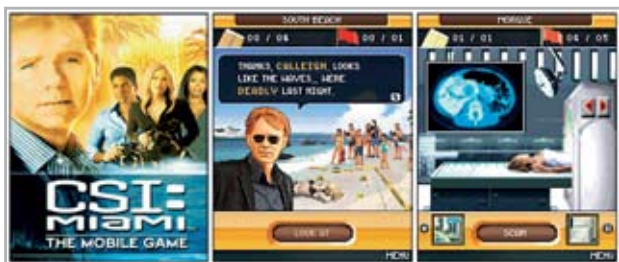 CSI:
MIAMI
THE MOBILE GAME
SOUTH BEACH
00 / 04
00 / 01
THANKS, CALLEIGH. LOOKS
LIKE THE WAVES... WERE
DEADLY LAST NIGHT.
LOOK AT
MENU
MORGUE
01 / 01
04 / 05
SCAN
MENU